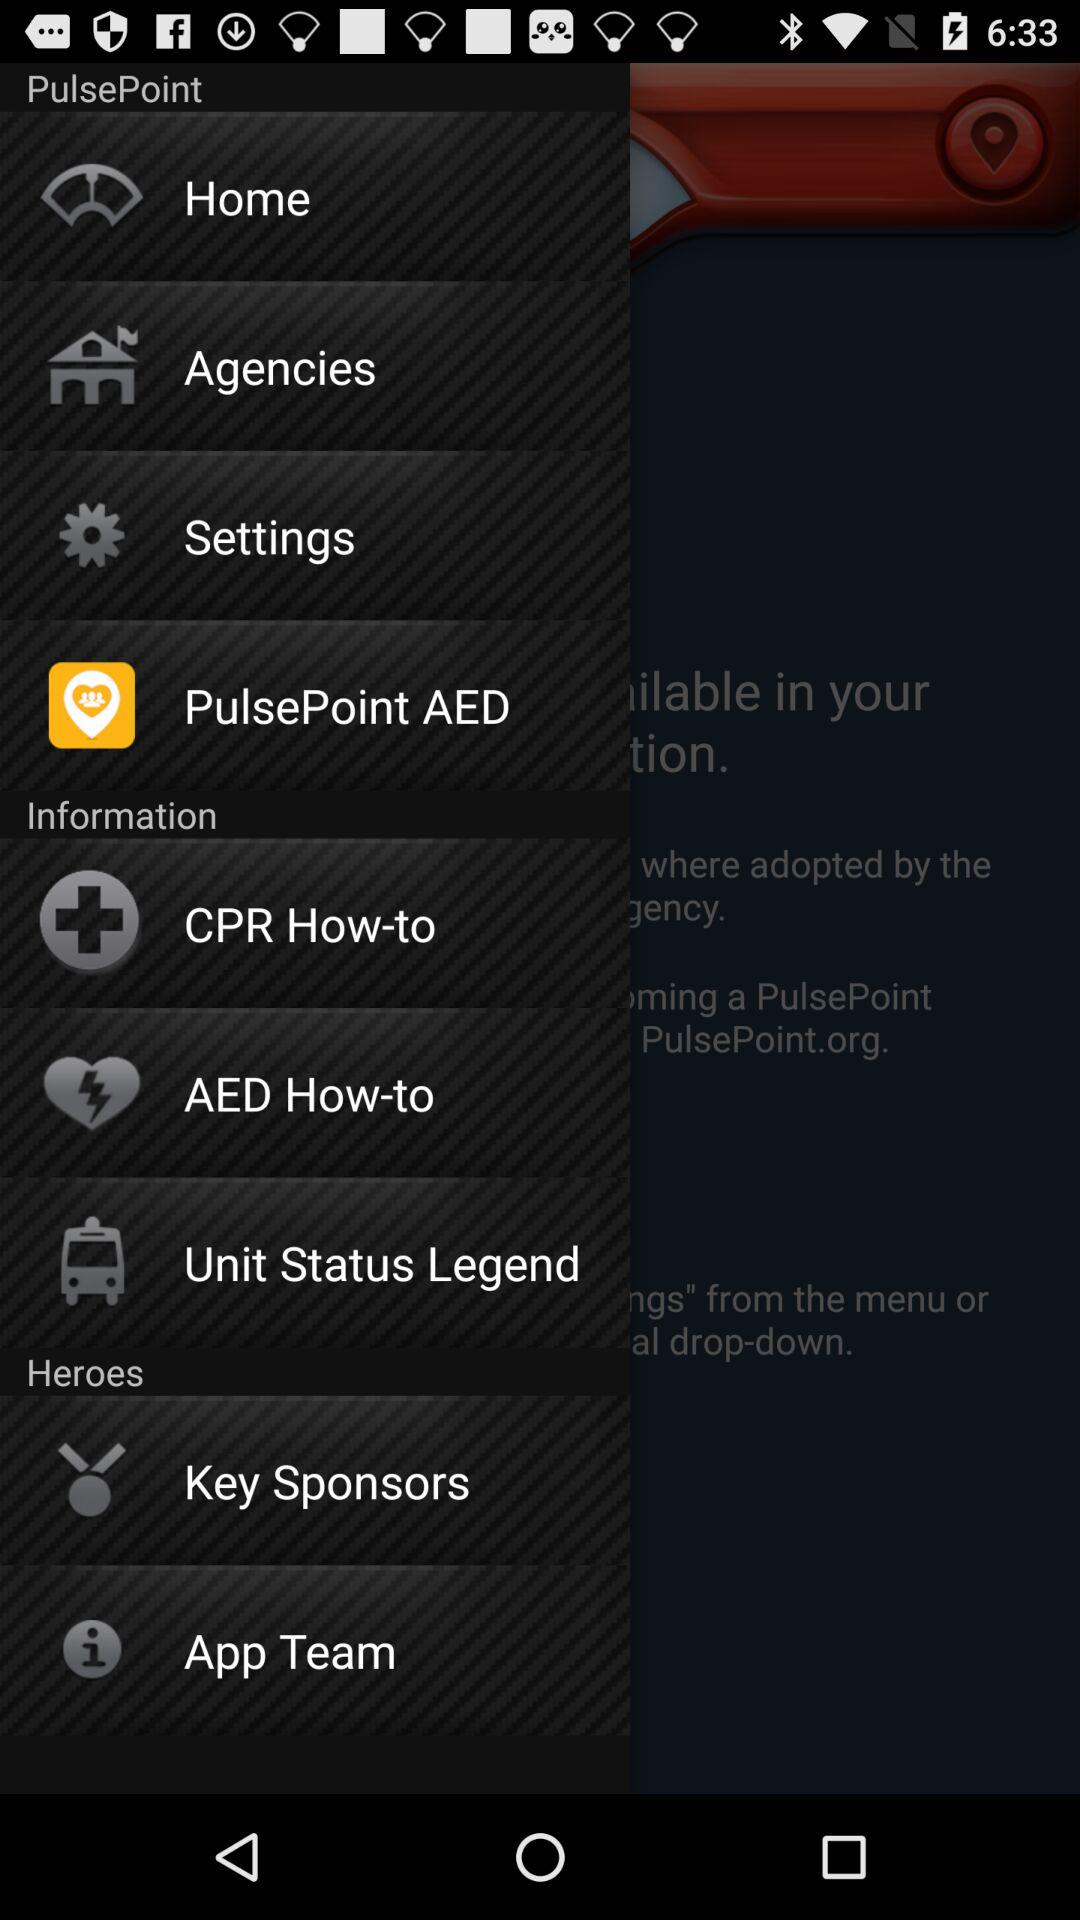 6:33
PulsePoint
Home
Agencies
Settings
PulsePoint AED
ilable in your
tion.
Information
where adopted by the
gency.
CPR How-to
oming a PulsePoint
PulsePoint.org.
AED How-to
Unit Status Legend
ngs" from the menu or
al drop-down.
Heroes
Key Sponsors
App Team